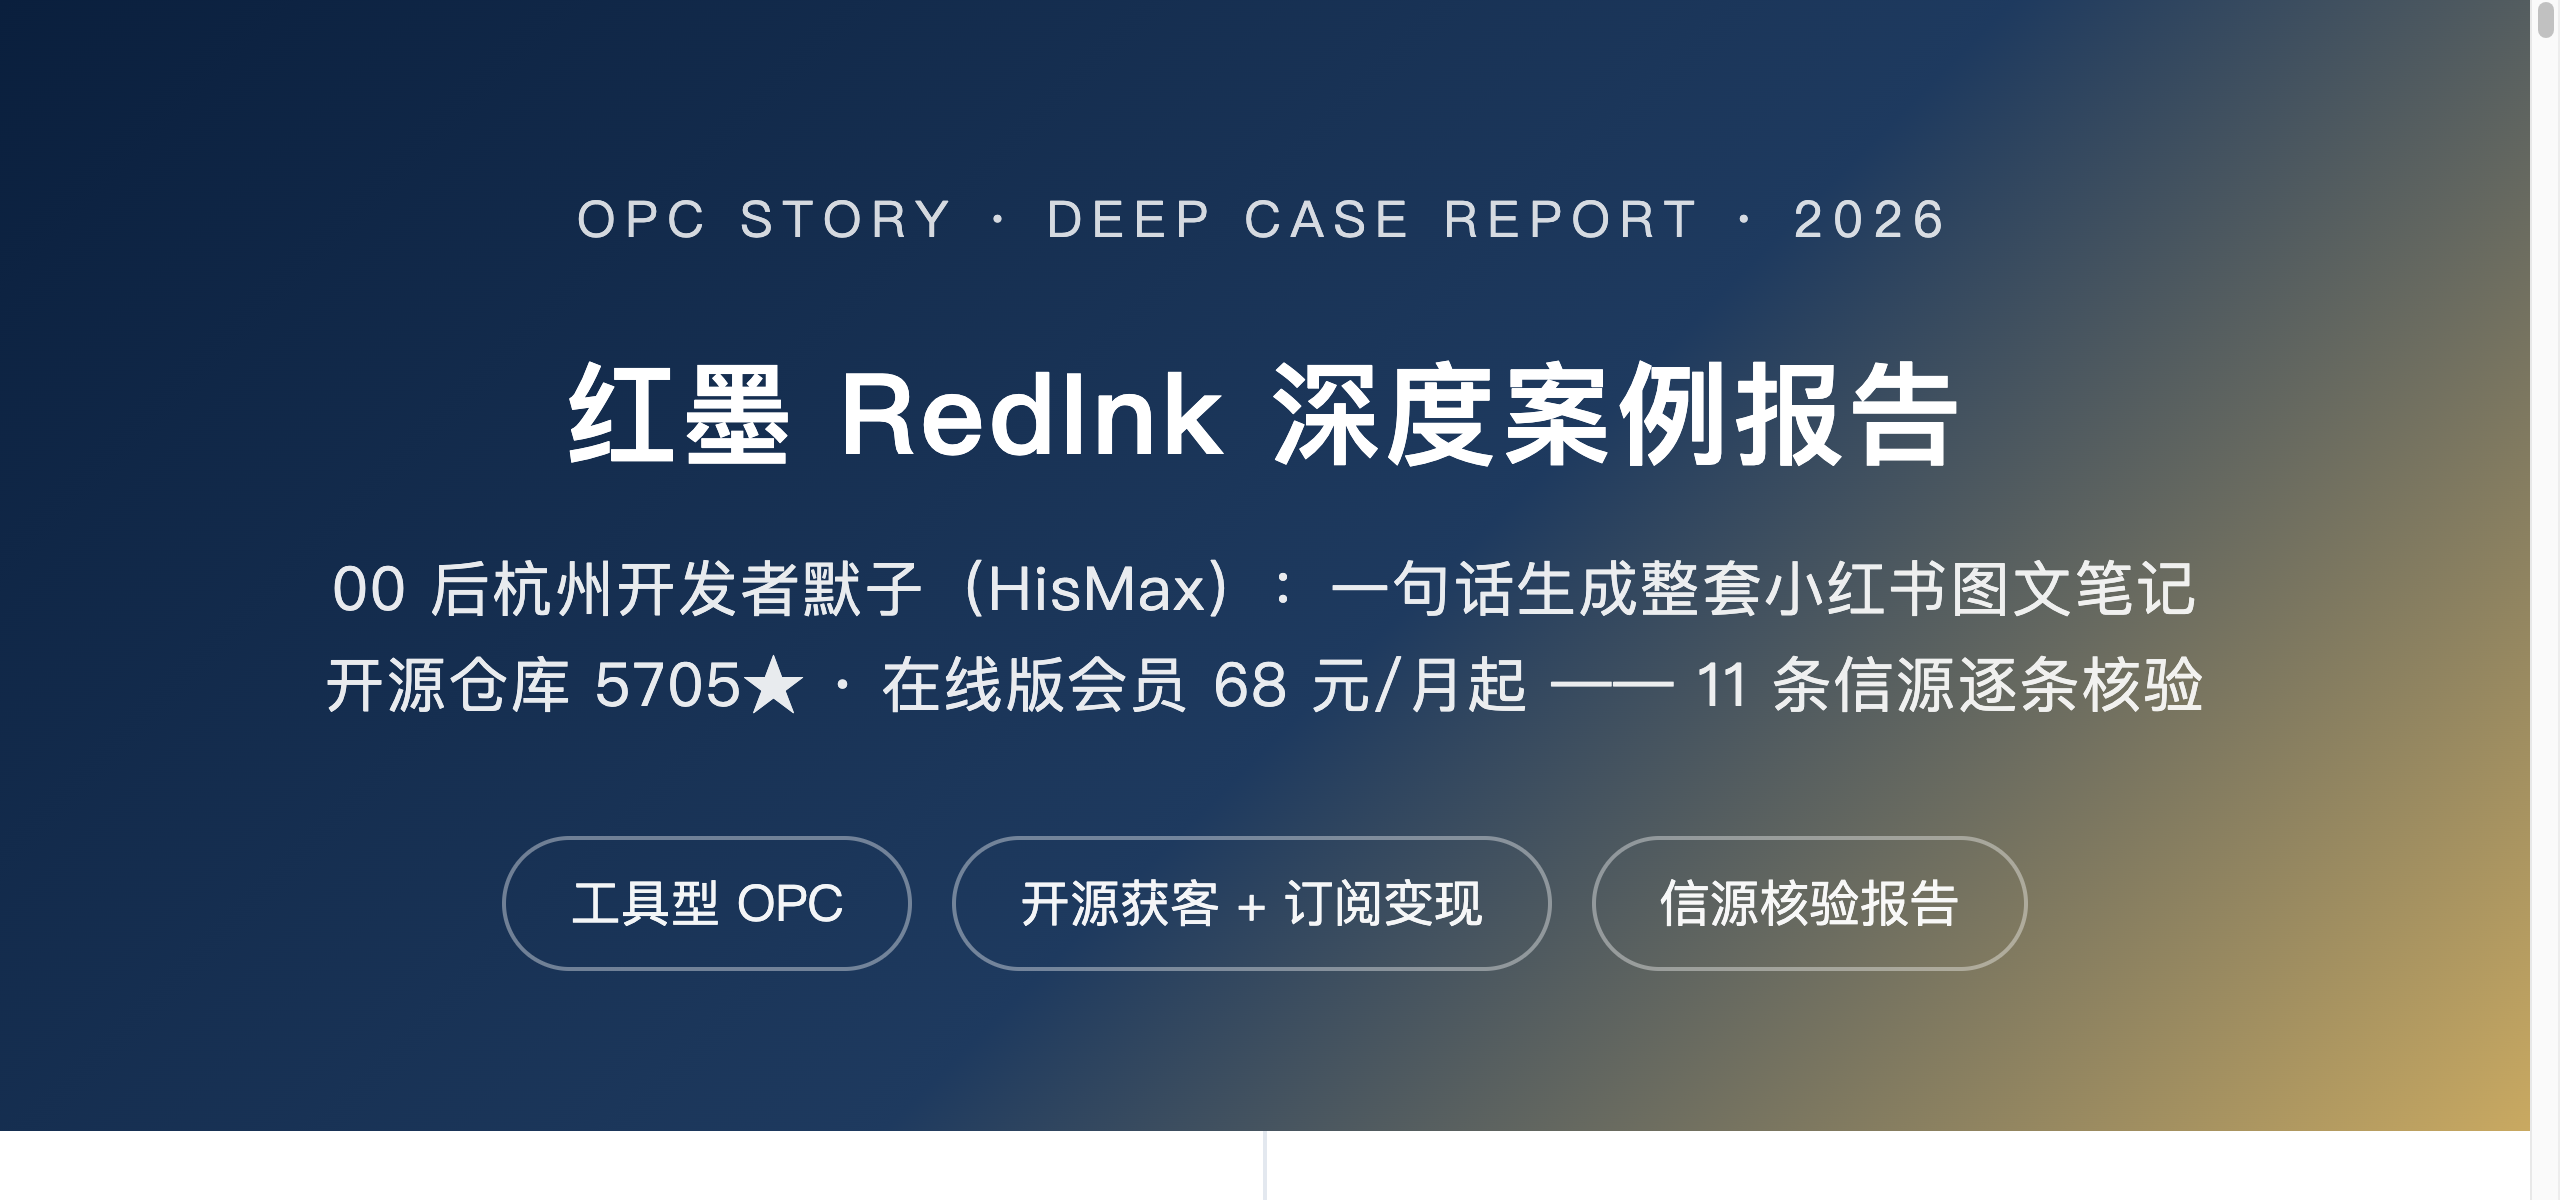 OPC STORY · DEEP CASE REPORT · 2026
红墨 RedInk 深度案例报告
00 后杭州开发者默子（HisMax）：一句话生成整套小红书图文笔记
开源仓库 5705★ · 在线版会员 68 元/月起 —— 11 条信源逐条核验
工具型 OPC
开源获客 + 订阅变现
信源核验报告